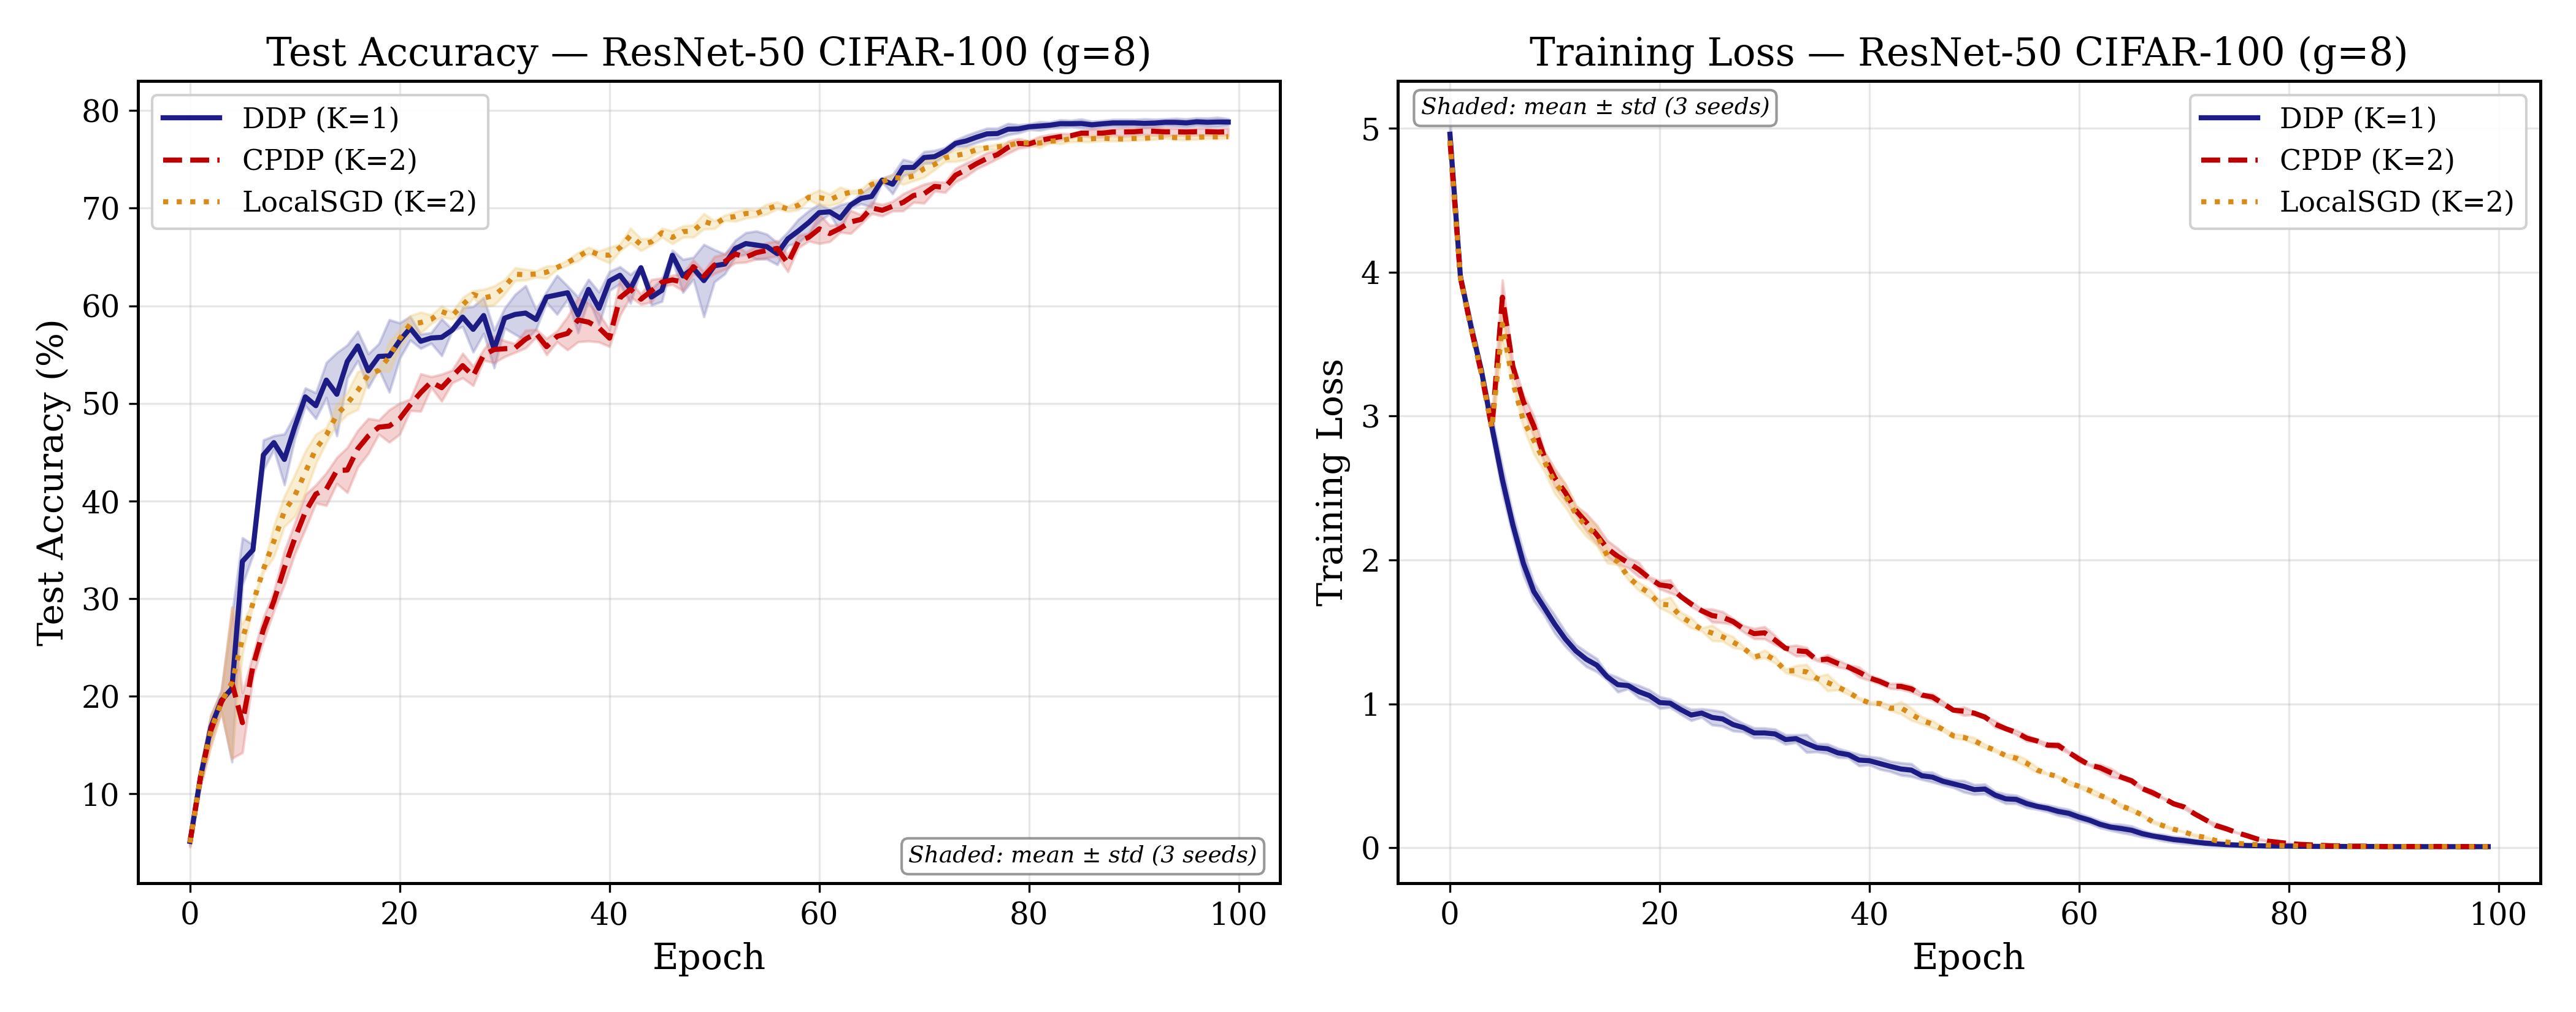 Test Accuracy — ResNet-50 CIFAR-100 (g=8)
DDP (K=1)
CPDP (K=2)
LocalSGD (K=2)
Test Accuracy (%)
80
70
60
50
40
30
20
10
Shaded: mean ± std (3 seeds)
0 20 40 60 80 100
Epoch
Training Loss — ResNet-50 CIFAR-100 (g=8)
Shaded: mean ± std (3 seeds)
DDP (K=1)
CPDP (K=2)
LocalSGD (K=2)
Training Loss
5
4
3
2
1
0
0 20 40 60 80 100
Epoch